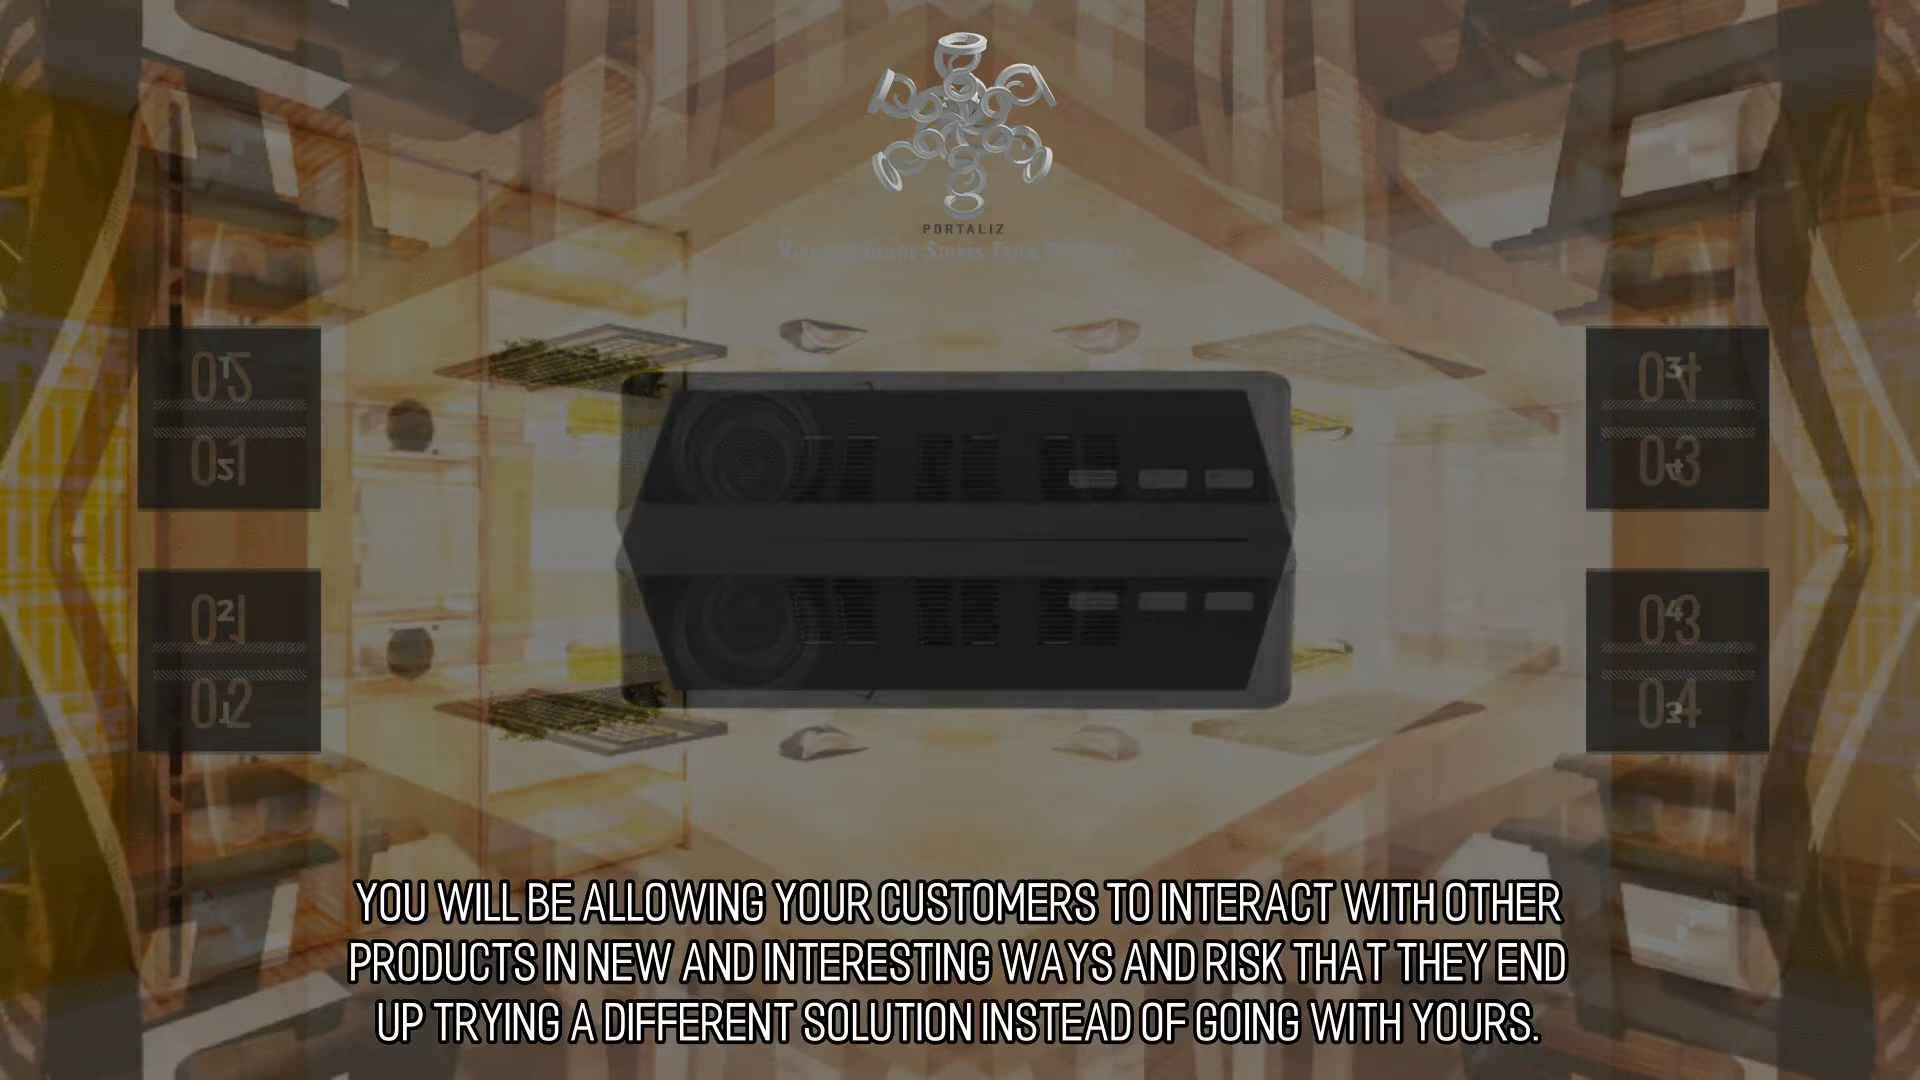 PORTALIZ
YOU WILL BE ALLOWING YOUR CUSTOMERS TO INTERACT WITH OTHER
PRODUCTS IN NEW AND INTERESTING WAYS AND RISK THAT THEY END
UP TRYING A DIFFERENT SOLUTION INSTEAD OF GOING WITH YOURS.